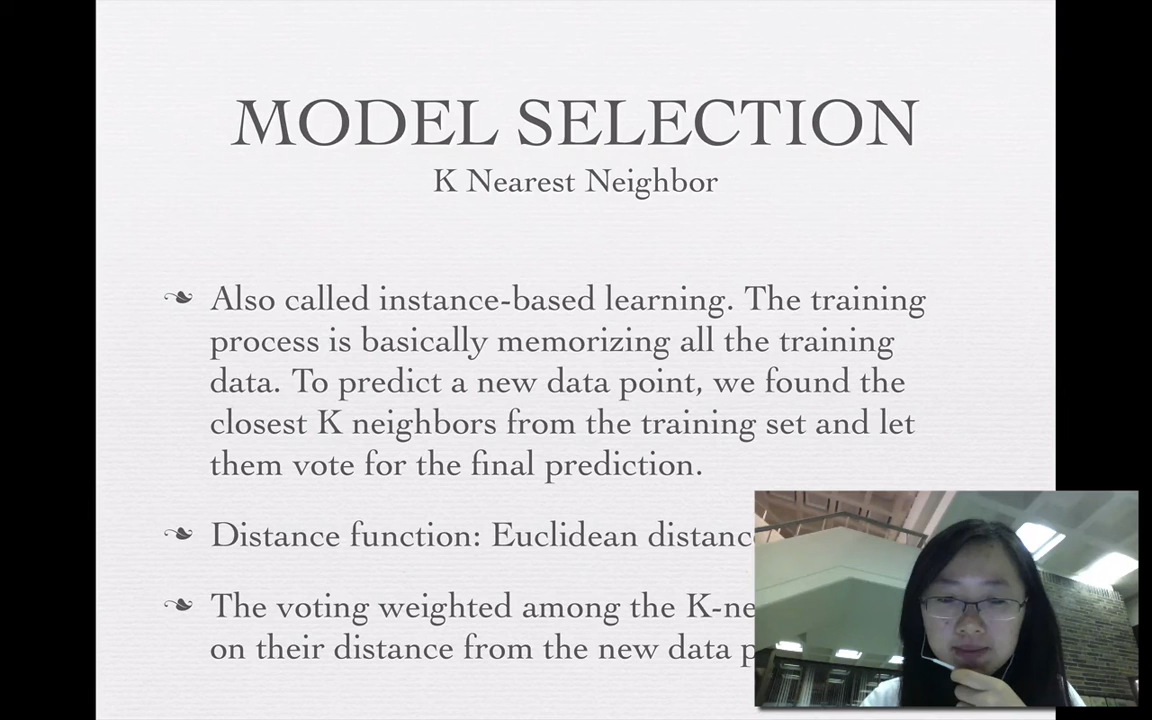 MODEL SELECTION
K Nearest Neighbor
Also called instance-based learning. The training
process is basically memorizing all the training
data. To predict a new data point, we found the
closest K neighbors from the training set and let
them vote for the final prediction.
Distance function: Euclidean
The voting weighted among the
on their distance from the new data